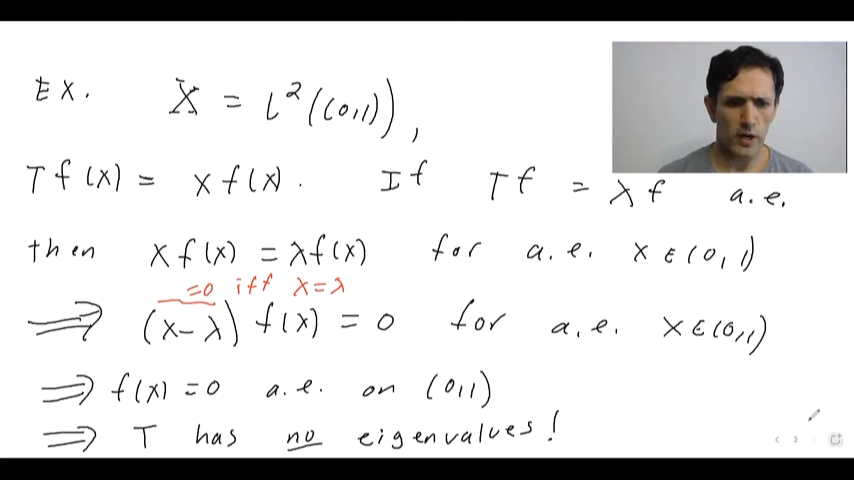 Ex. X = L²((0,1)),
Tf(x) = x f(x). If Tf = λf a.e.
then x f(x) = λf(x) for a.e. x∈(0,1)
=0 iff x=λ
⟹ (x-λ) f(x) = 0 for a.e. x∈(0,1)
⟹ f(x) = 0 a.e. on (0,1)
⟹ T has no eigenvalues!